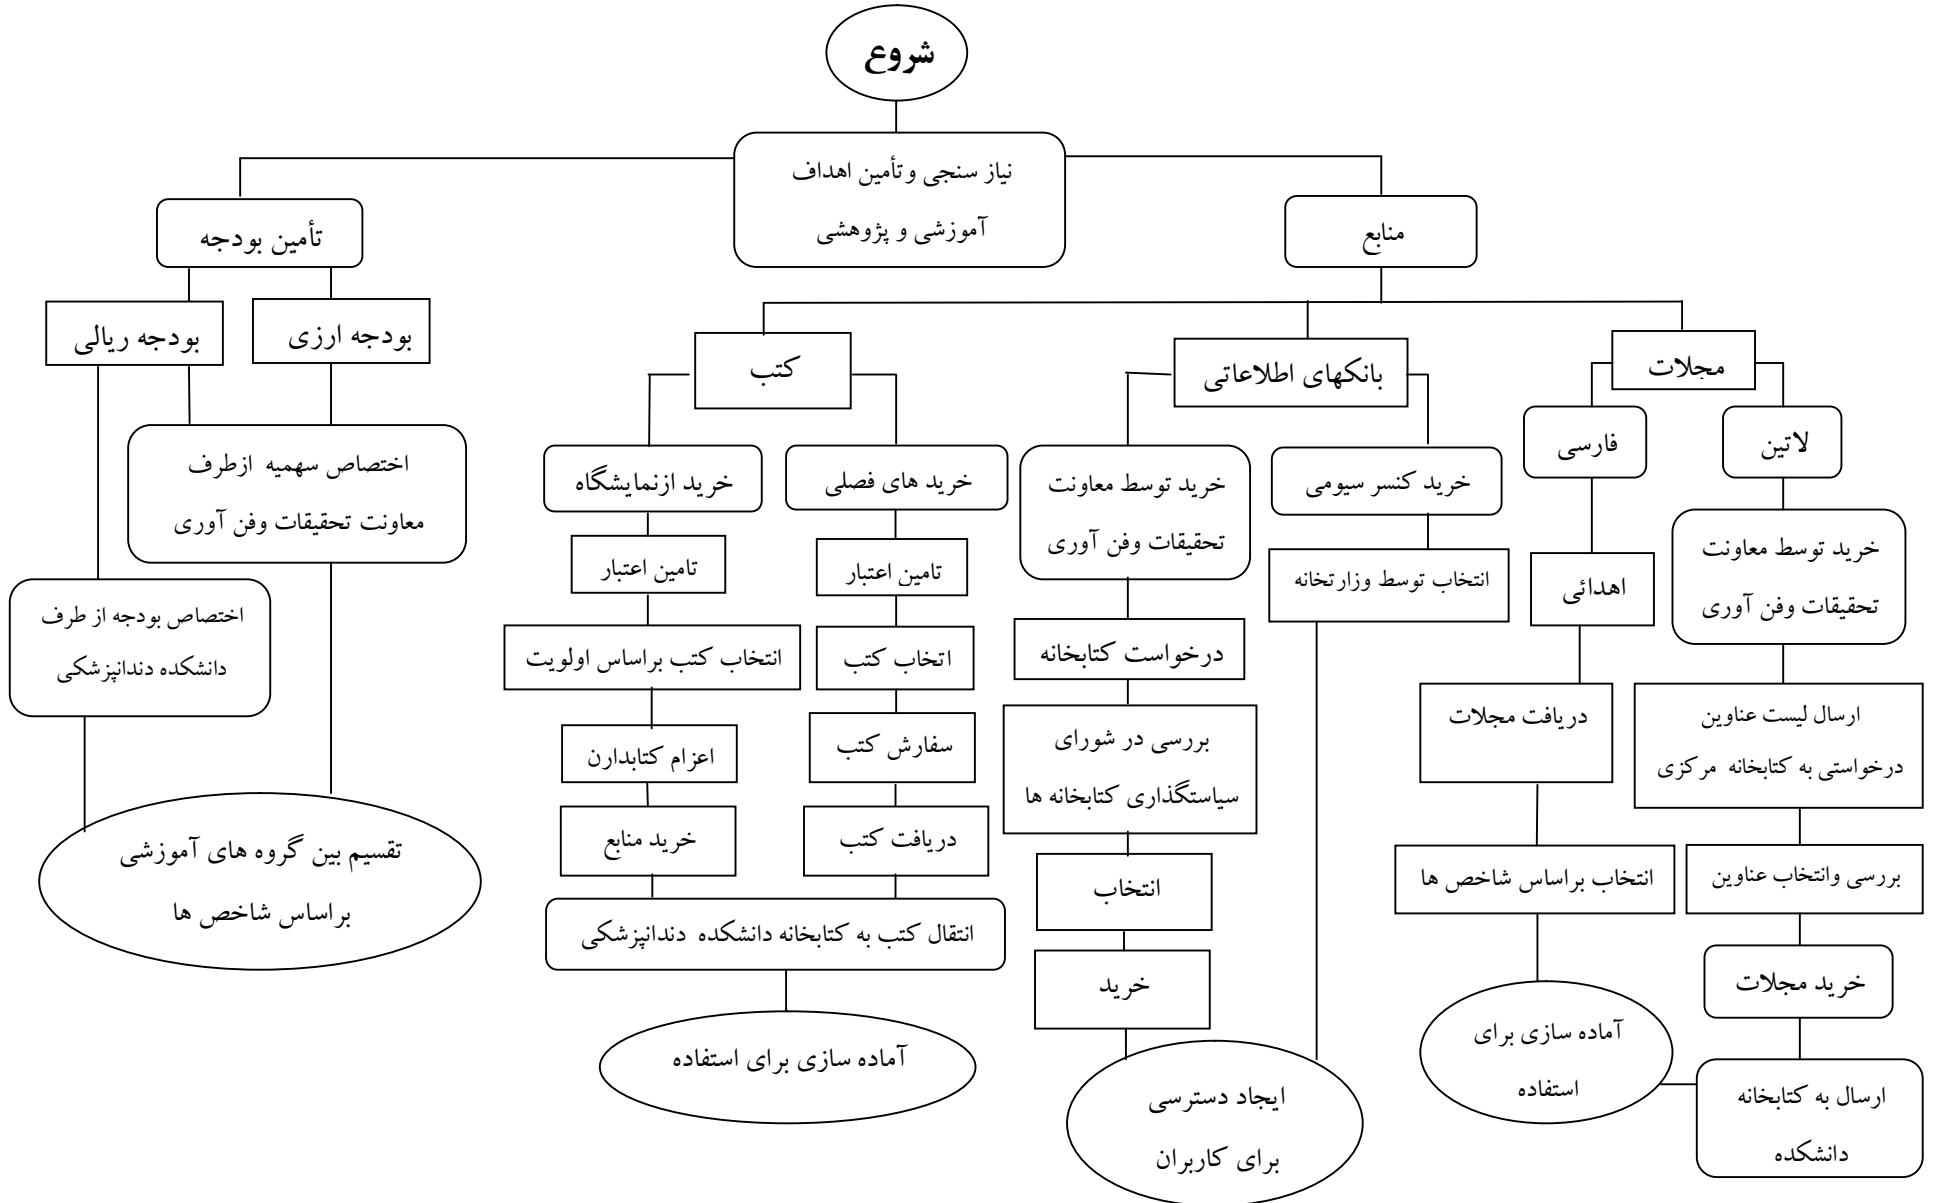 شروع
نیاز سنجی وتأمین اهداف
آموزشی و پژوهشی
منابع
تأمین بودجه
مجلات
بانکهای اطلاعاتی
کتب
بودجه ارزی
بودجه ریالی
لاتین
فارسی
خرید کنسر سیومی
خرید توسط معاونت
تحقیقات وفن آوری
خرید های فصلی
خرید ازنمایشگاه
اختصاص سهمیه ازطرف
معاونت تحقیقات وفن آوری
خرید توسط معاونت
تحقیقات وفن آوری
اهدائی
انتخاب توسط وزارتخانه
تامین اعتبار
تامین اعتبار
اختصاص بودجه از طرف
دانشکده دندانپزشکی
درخواست کتابخانه
اتخاب کتب
انتخاب کتب براساس اولویت
ارسال لیست عناوین
درخواستی به کتابخانه مرکزی
دریافت مجلات
بررسی در شورای
سیاستگذاری کتابخانه ها
سفارش کتب
اعزام کتابدارن
بررسی وانتخاب عناوین
انتخاب براساس شاخص ها
انتخاب
دریافت کتب
خرید منابع
تقسیم بین گروه های آموزشی
براساس شاخص ها
خرید مجلات
خرید
انتقال کتب به کتابخانه دانشکده دندانپزشکی
آماده سازی برای
استفاده
آماده سازی برای استفاده
ارسال به کتابخانه
دانشکده
ایجاد دسترسی
برای کاربران